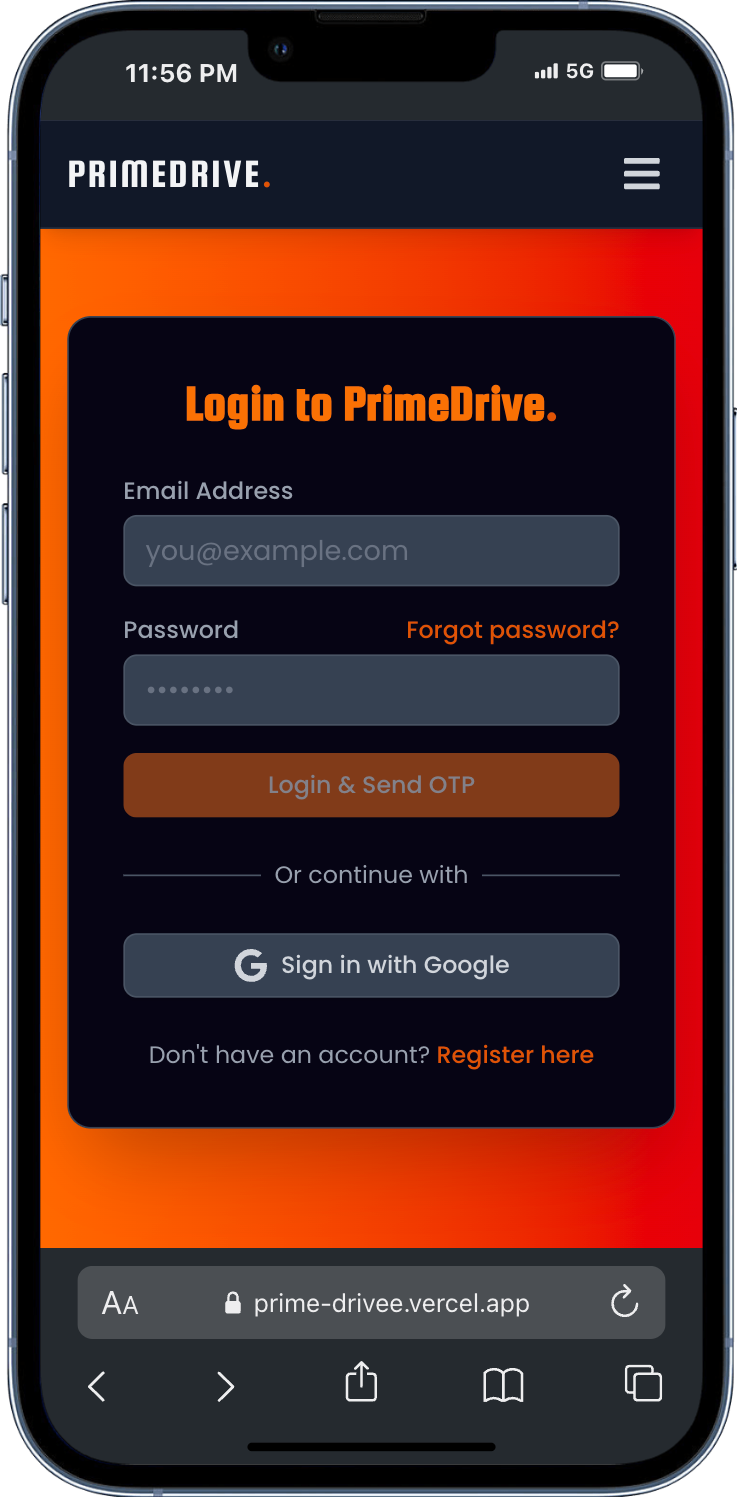 11:56 PM 5G
PRIMEDRIVE.
Login to PrimeDrive.
Email Address
you@example.com
Password Forgot password?
••••••••
Login & Send OTP
Or continue with
G Sign in with Google
Don't have an account? Register here
AA prime-drivee.vercel.app